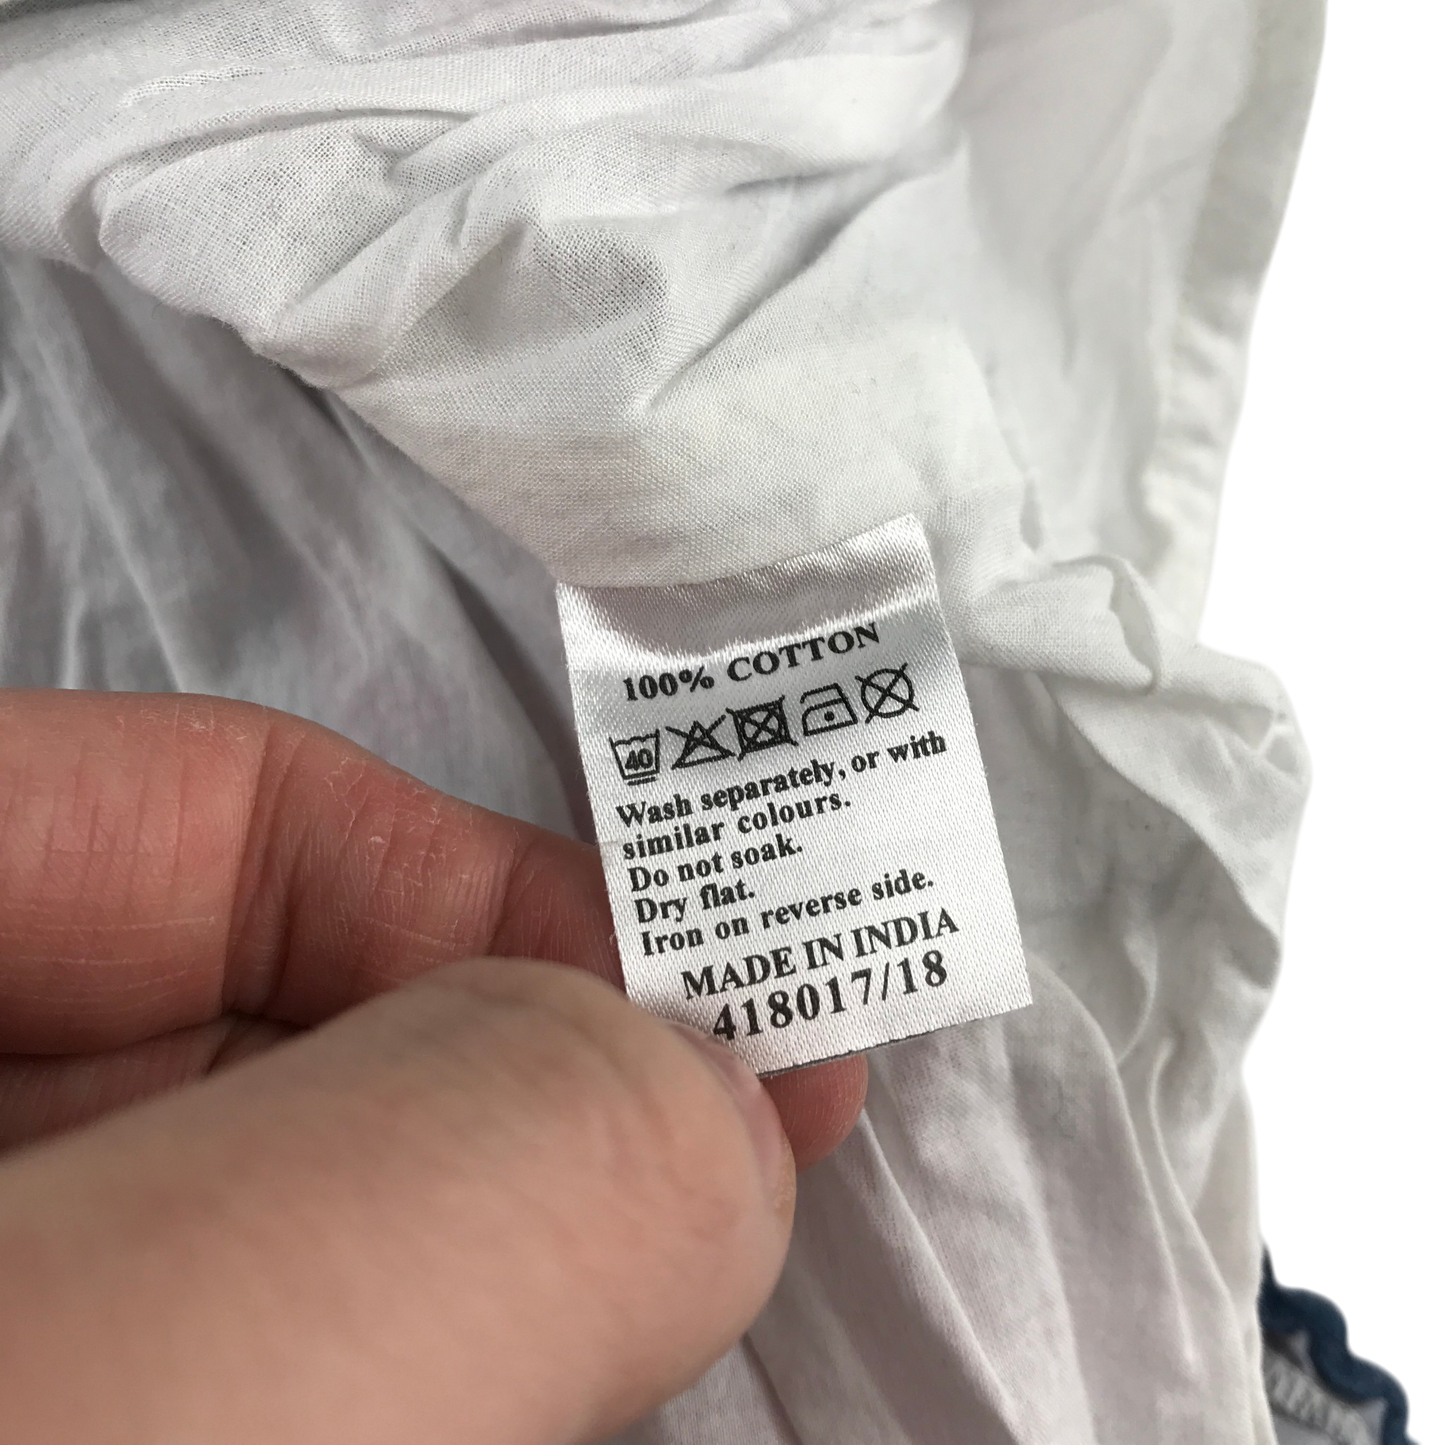 100% COTTON
40
Wash separately, or with
similar colours.
Do not soak.
Dry flat.
Iron on reverse side.
MADE IN INDIA
418017/18